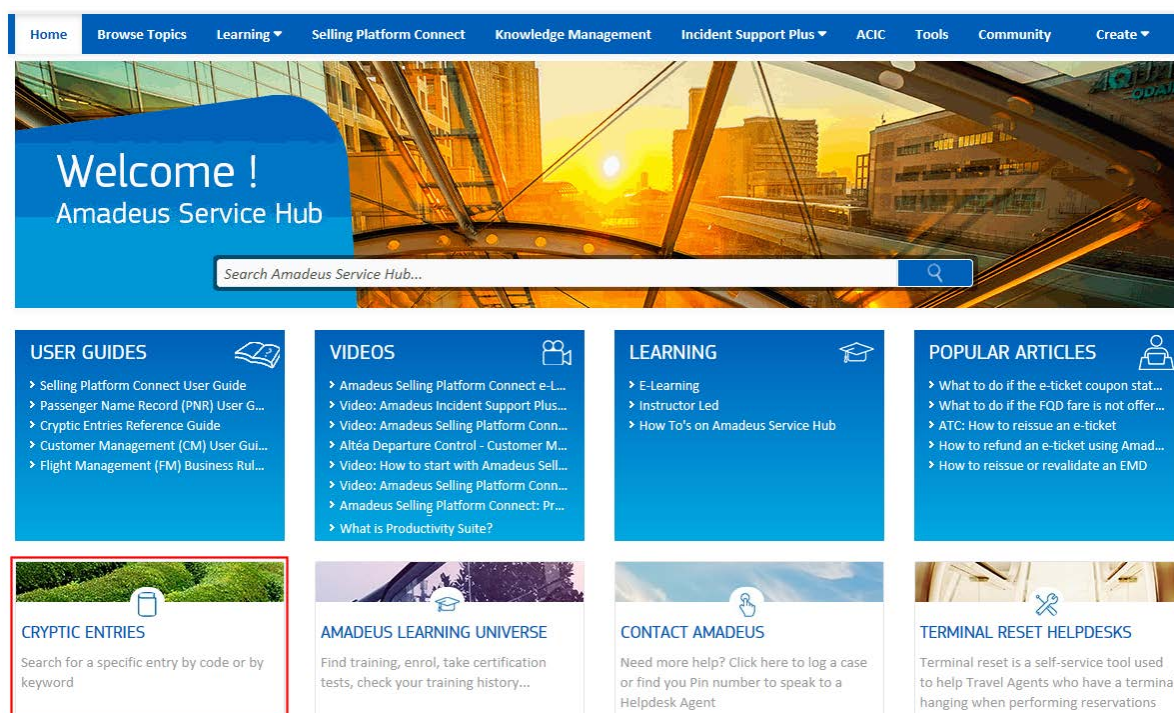 Home Browse Topics Learning Selling Platform Connect Knowledge Management Incident Support Plus ACIC Tools Community Create
Welcome !
Amadeus Service Hub
Search Amadeus Service Hub...
USER GUIDES
Selling Platform Connect User Guide
Passenger Name Record (PNR) User G...
Cryptic Entries Reference Guide
Customer Management (CM) User Gui...
Flight Management (FM) Business Rul...
VIDEOS
Amadeus Selling Platform Connect e-L...
Video: Amadeus Incident Support Plus...
Video: Amadeus Selling Platform Conn...
Altéa Departure Control - Customer M...
Video: How to start with Amadeus Sell...
Video: Amadeus Selling Platform Conn...
Amadeus Selling Platform Connect: Pr...
What is Productivity Suite?
LEARNING
E-Learning
Instructor Led
How To's on Amadeus Service Hub
POPULAR ARTICLES
What to do if the e-ticket coupon stat...
What to do if the FQD fare is not offer...
ATC: How to reissue an e-ticket
How to refund an e-ticket using Amad...
How to reissue or revalidate an EMD
CRYPTIC ENTRIES
Search for a specific entry by code or by
keyword
AMADEUS LEARNING UNIVERSE
Find training, enrol, take certification
tests, check your training history...
CONTACT AMADEUS
Need more help? Click here to log a case
or find you Pin number to speak to a
Helpdesk Agent
TERMINAL RESET HELPDESKS
Terminal reset is a self-service tool used
to help Travel Agents who have a termina
hanging when performing reservations